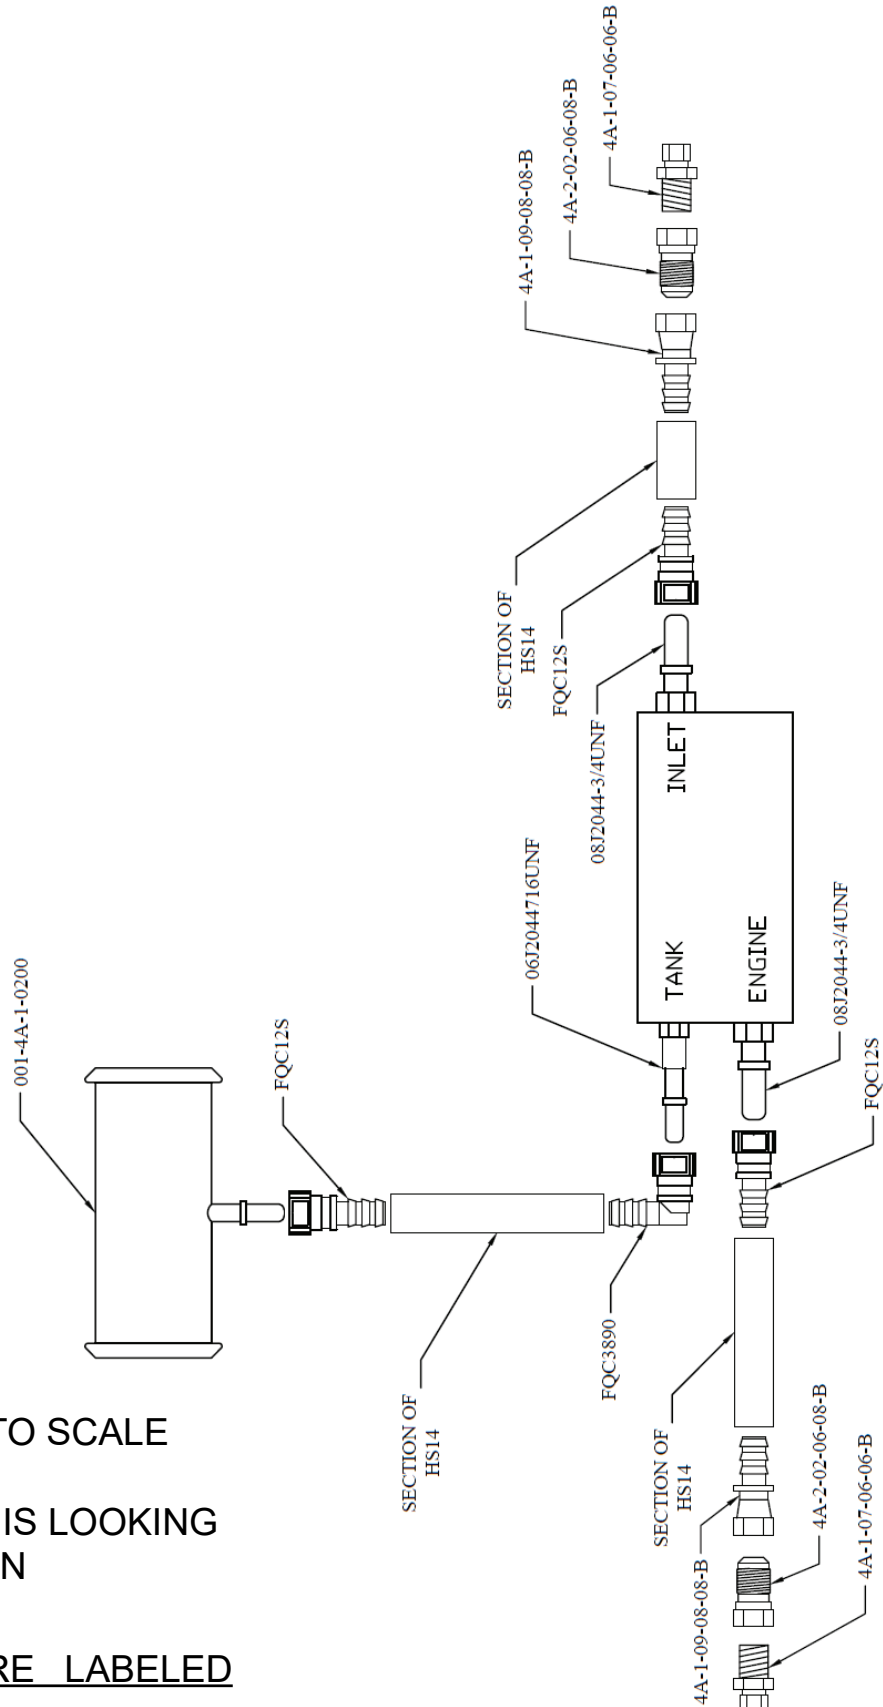 4A-1-07-06-06-B
4A-2-02-06-08-B
4A-1-09-08-08-B
SECTION OF
HS14
FQC12S
08J2044-3/4UNF
INLET
06J2044716UNF
TANK
ENGINE
08J2044-3/4UNF
001-4A-1-0200
FQC12S
FQC12S
FQC3890
SECTION OF
HS14
SECTION OF
HS14
4A-2-02-06-08-B
4A-1-07-06-06-B
4A-1-09-08-08-B
TO SCALE
IS LOOKING
N
RE LABELED